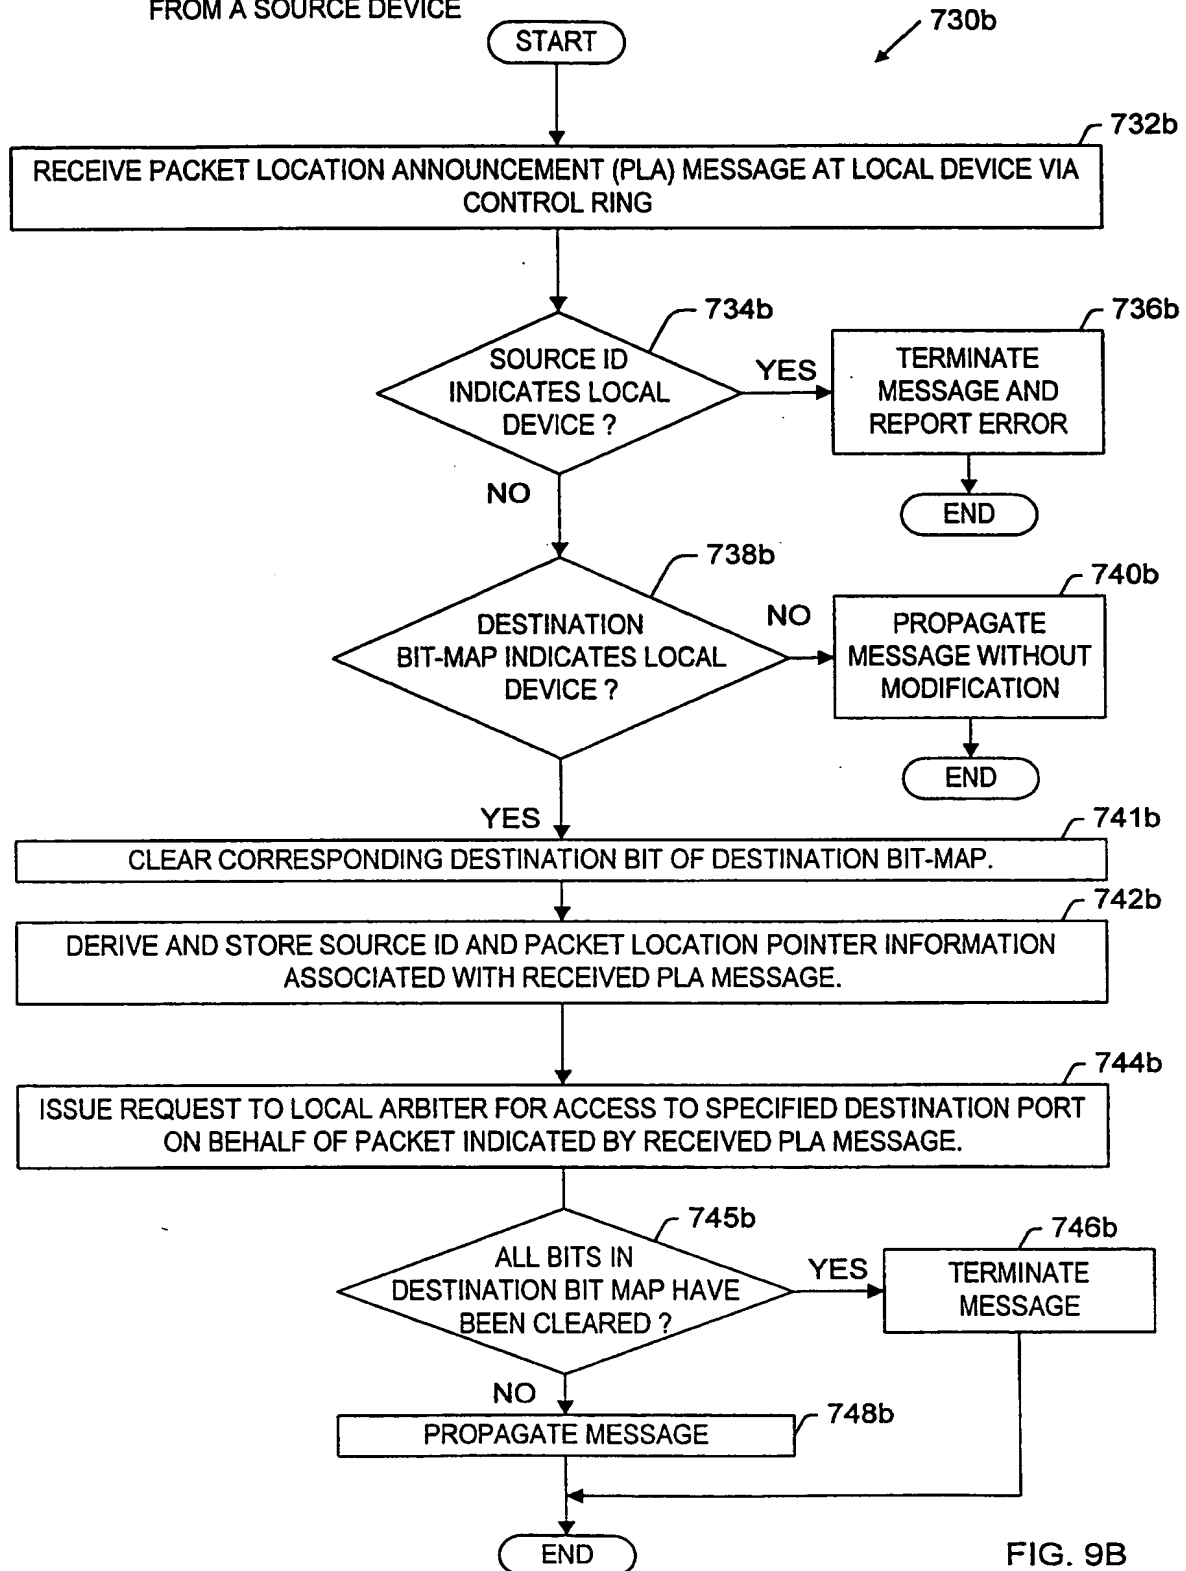 FROM A SOURCE DEVICE
START
730b
732b
RECEIVE PACKET LOCATION ANNOUNCEMENT (PLA) MESSAGE AT LOCAL DEVICE VIA
CONTROL RING
734b
SOURCE ID
INDICATES LOCAL
DEVICE ?
YES
736b
TERMINATE
MESSAGE AND
REPORT ERROR
END
NO
738b
DESTINATION
BIT-MAP INDICATES LOCAL
DEVICE ?
NO
740b
PROPAGATE
MESSAGE WITHOUT
MODIFICATION
END
YES
741b
CLEAR CORRESPONDING DESTINATION BIT OF DESTINATION BIT-MAP.
742b
DERIVE AND STORE SOURCE ID AND PACKET LOCATION POINTER INFORMATION
ASSOCIATED WITH RECEIVED PLA MESSAGE.
744b
ISSUE REQUEST TO LOCAL ARBITER FOR ACCESS TO SPECIFIED DESTINATION PORT
ON BEHALF OF PACKET INDICATED BY RECEIVED PLA MESSAGE.
745b
ALL BITS IN
DESTINATION BIT MAP HAVE
BEEN CLEARED ?
YES
746b
TERMINATE
MESSAGE
NO
748b
PROPAGATE MESSAGE
END
FIG. 9B